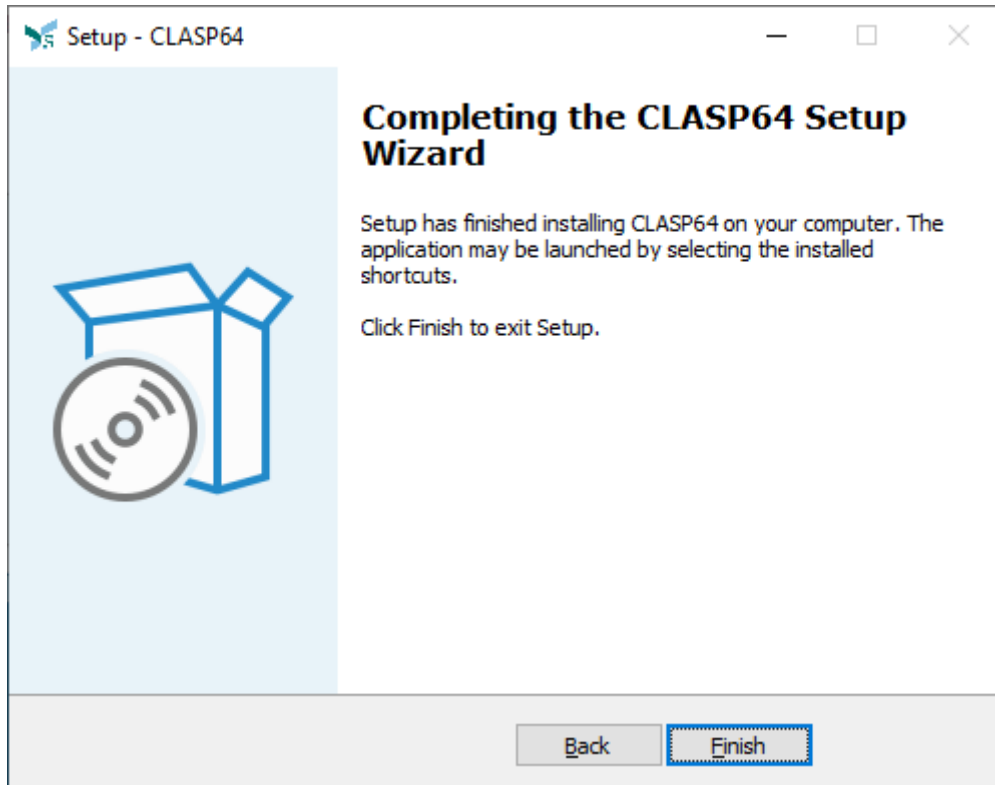 Setup - CLASP64
Completing the CLASP64 Setup
Wizard
Setup has finished installing CLASP64 on your computer. The
application may be launched by selecting the installed
shortcuts.
Click Finish to exit Setup.
Back
Finish